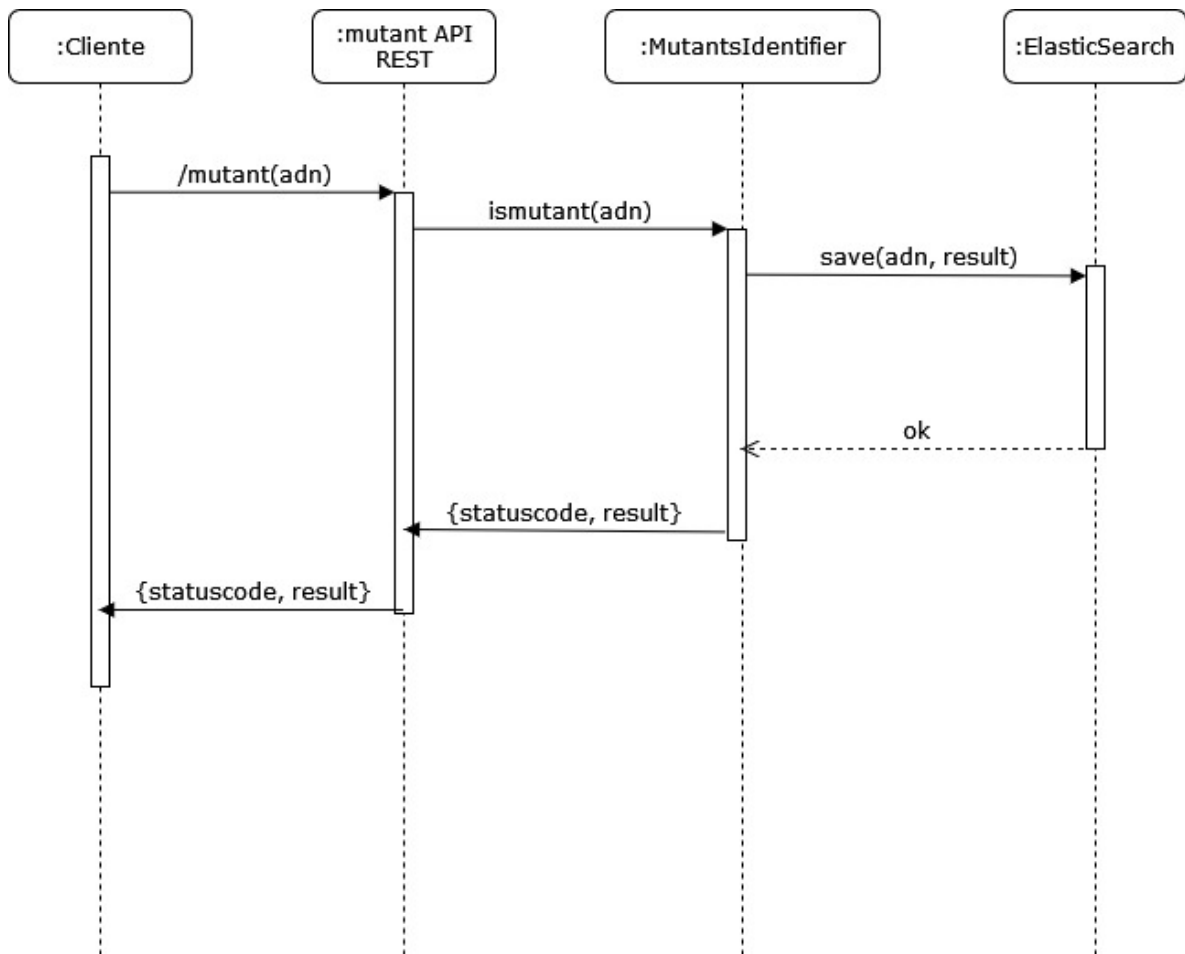 :Cliente
:mutant API
REST
:MutantsIdentifier
:ElasticSearch
/mutant(adn)
ismutant(adn)
save(adn, result)
ok
{statuscode, result}
{statuscode, result}